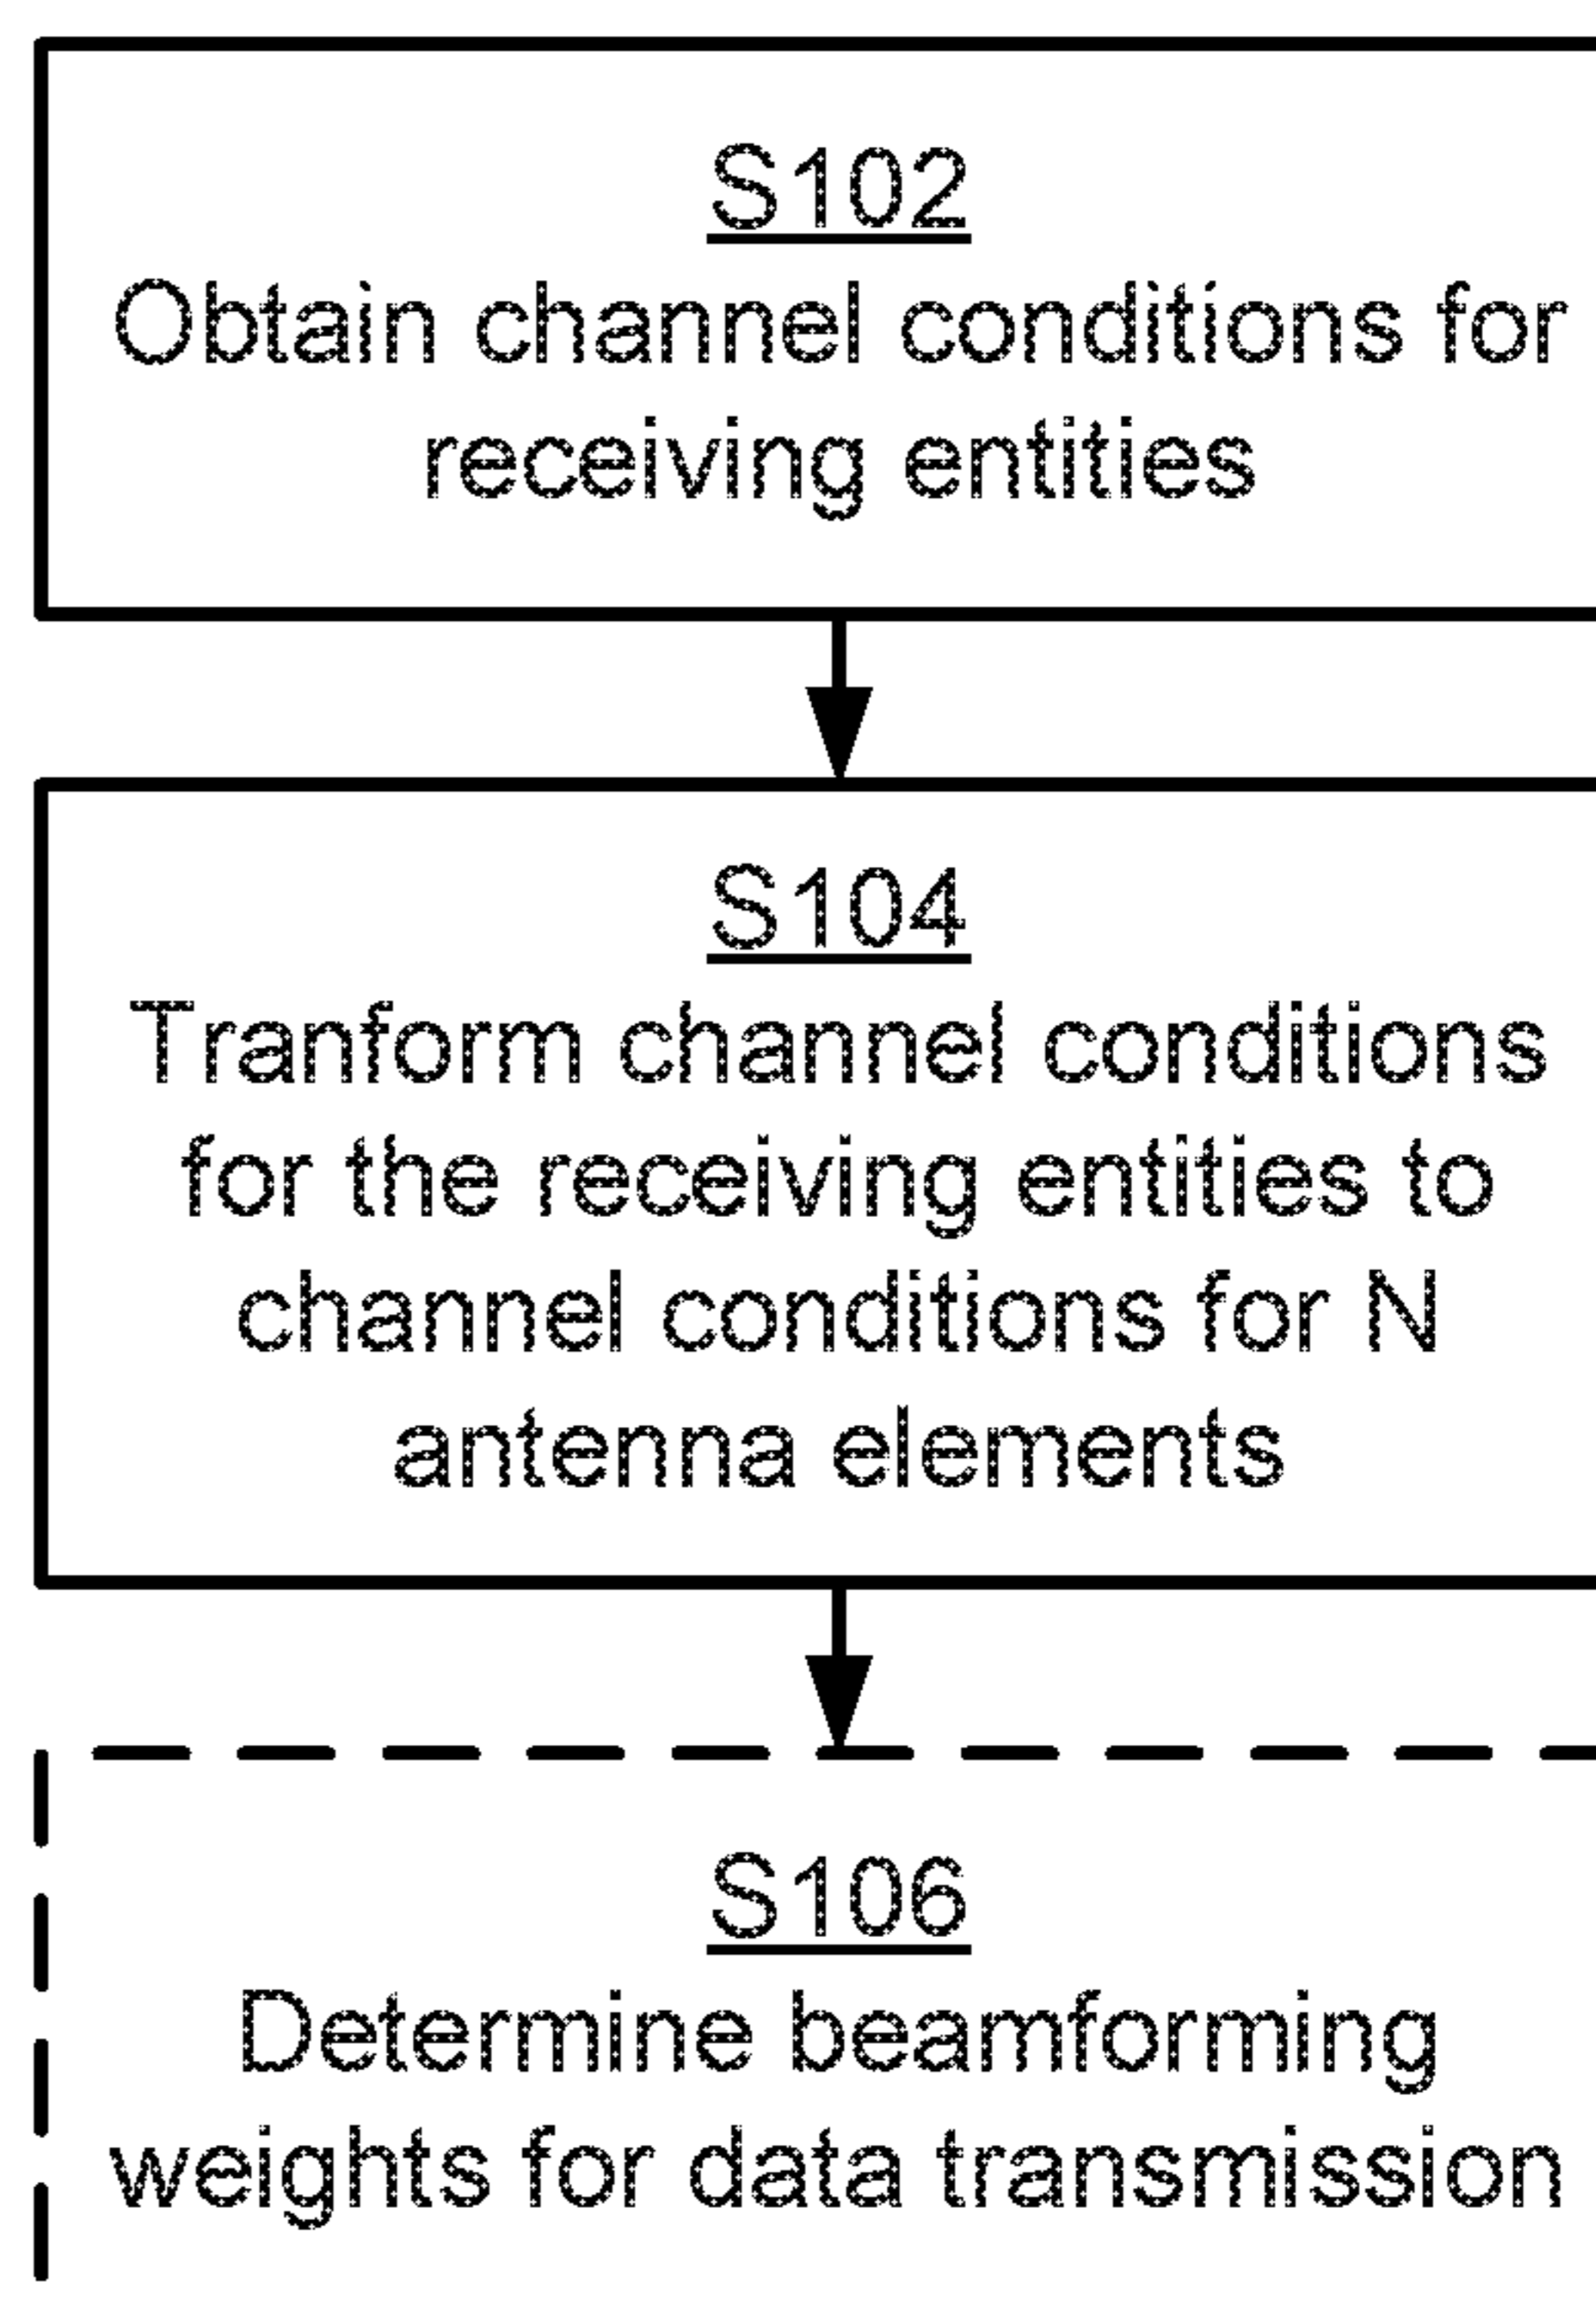 S102
Obtain channel conditions for
receiving entities
S104
Tranform channel conditions
for the receiving entities to
channel conditions for N
antenna elements
S106
Determine beamforming
weights for data transmission